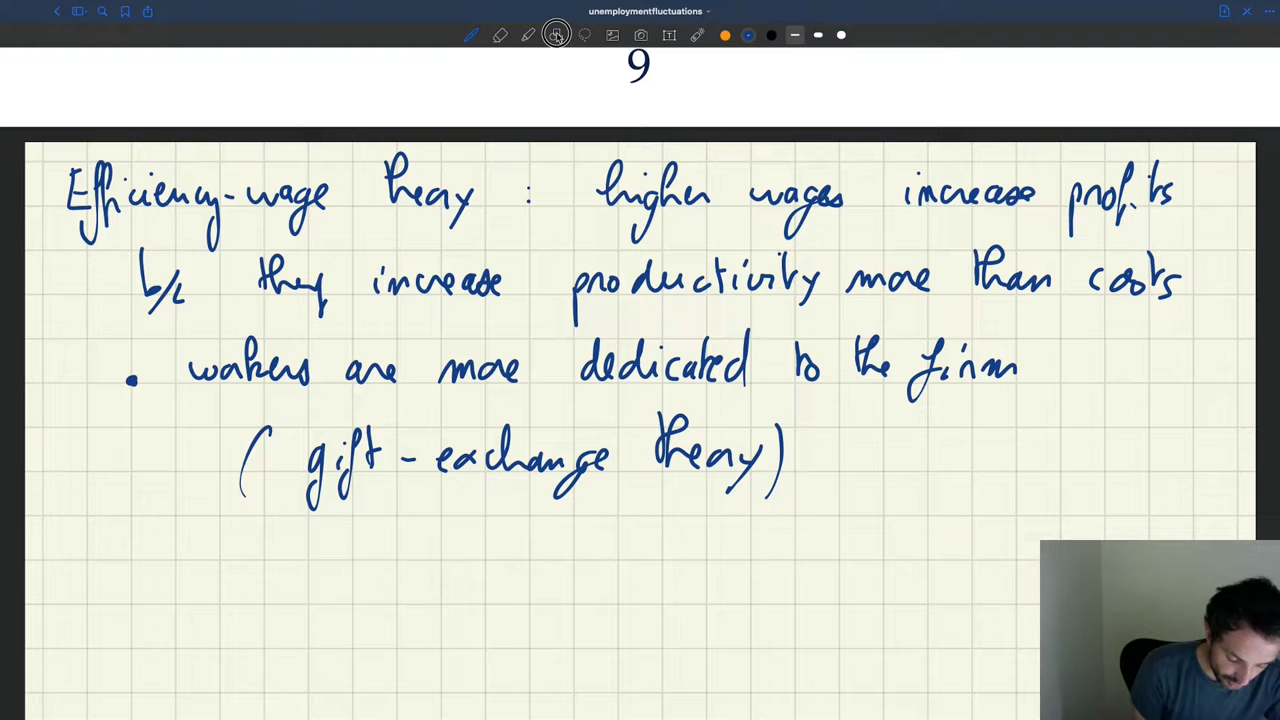 unemploymentfluctuations
9
Efficiency-wage theory : higher wages increase profits
b/c they increase productivity more than costs
• workers are more dedicated to the firm
( gift - exchange theory )